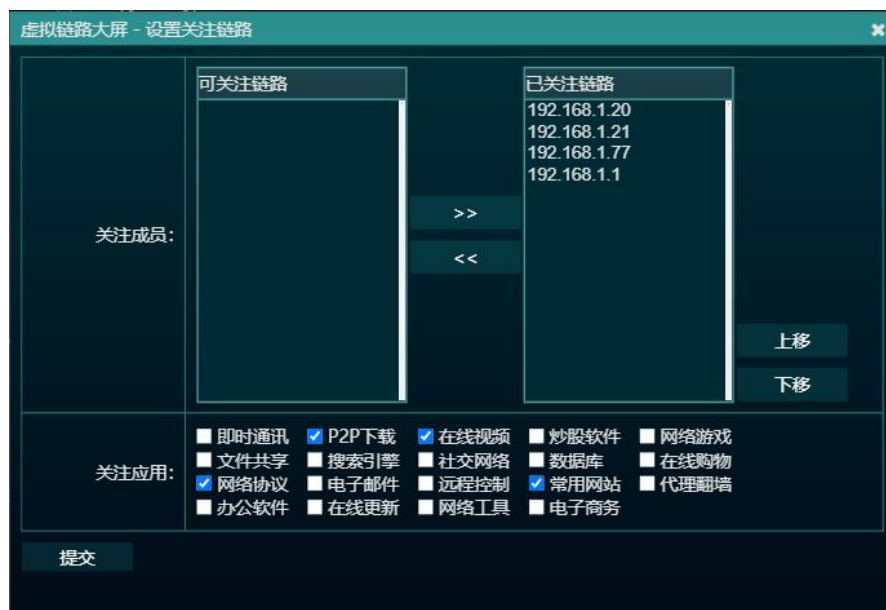 虚拟链路大屏 - 设置关注链路
可关注链路
已关注链路
192.168.1.20
192.168.1.21
192.168.1.77
192.168.1.1
>>
关注成员：
<<
上移
下移
即时通讯 P2P下载 在线视频 炒股软件 网络游戏
文件共享 搜索引擎 社交网络 数据库 在线购物
关注应用：
网络协议 电子邮件 远程控制 常用网站 代理翻墙
办公软件 在线更新 网络工具 电子商务
提交